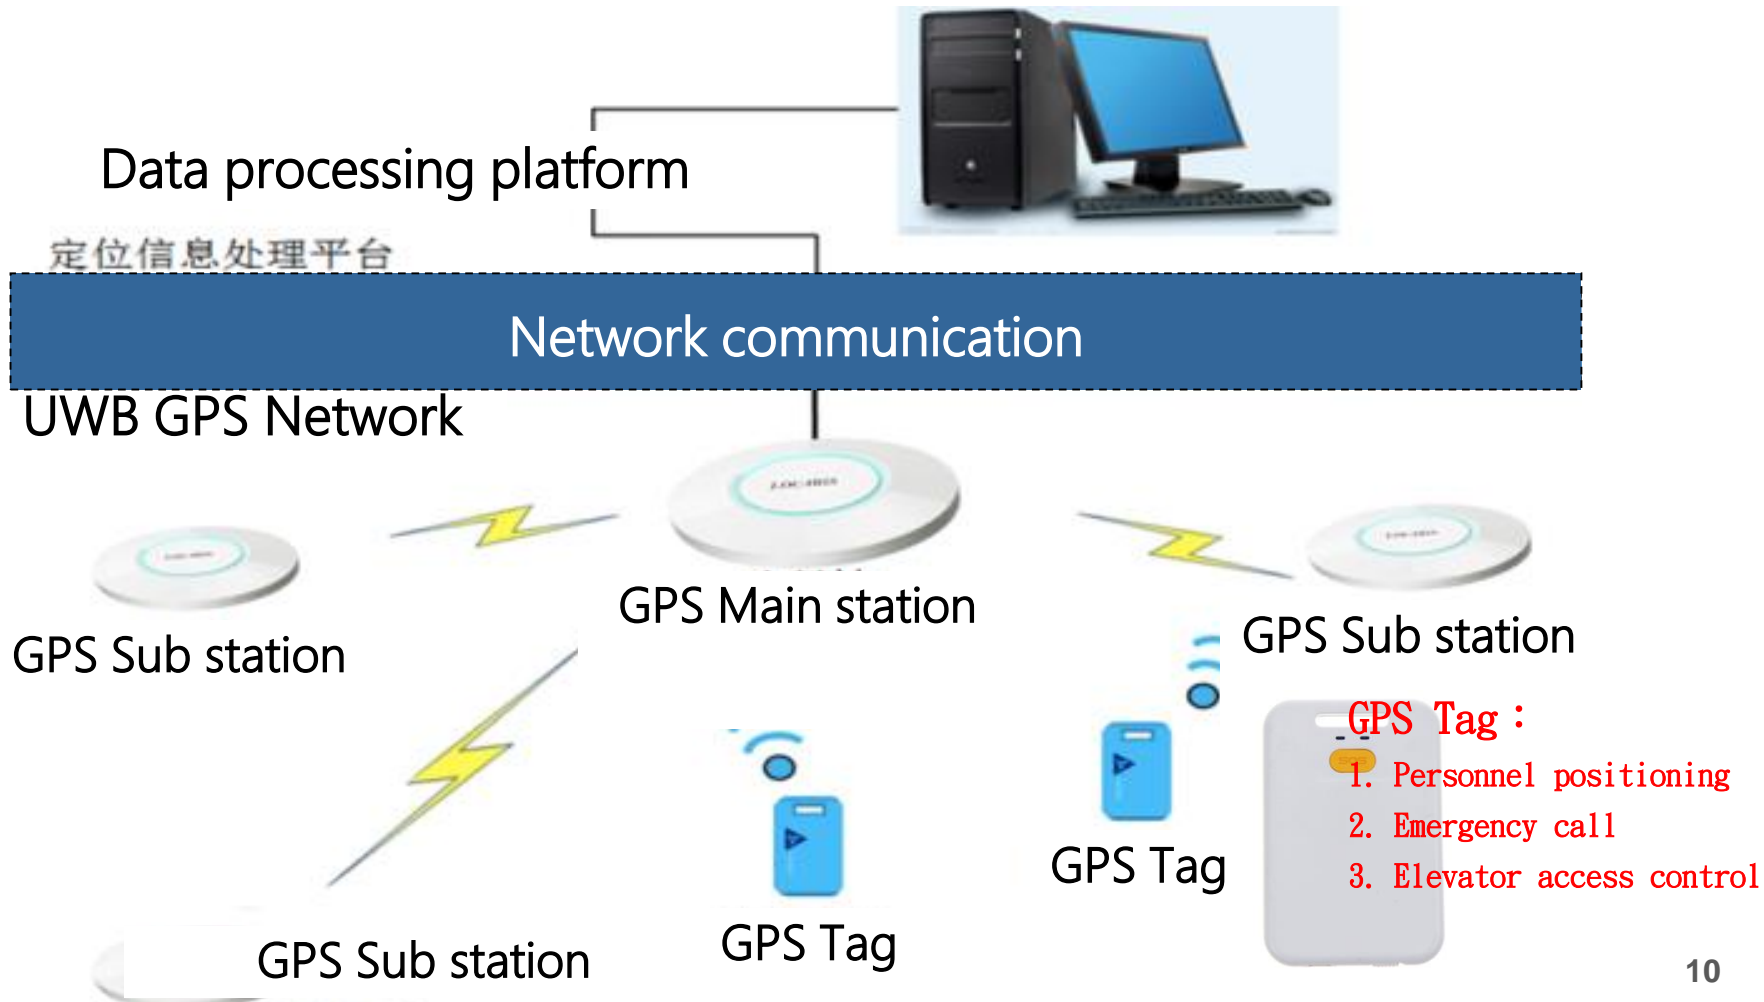 Data processing platform
定位信息处理平台
Network communication
UWB GPS Network
GPS Main station
GPS Sub station
GPS Sub station
GPS Tag：
1. Personnel positioning
2. Emergency call
3. Elevator access control
GPS Tag
GPS Tag
GPS Sub station
10